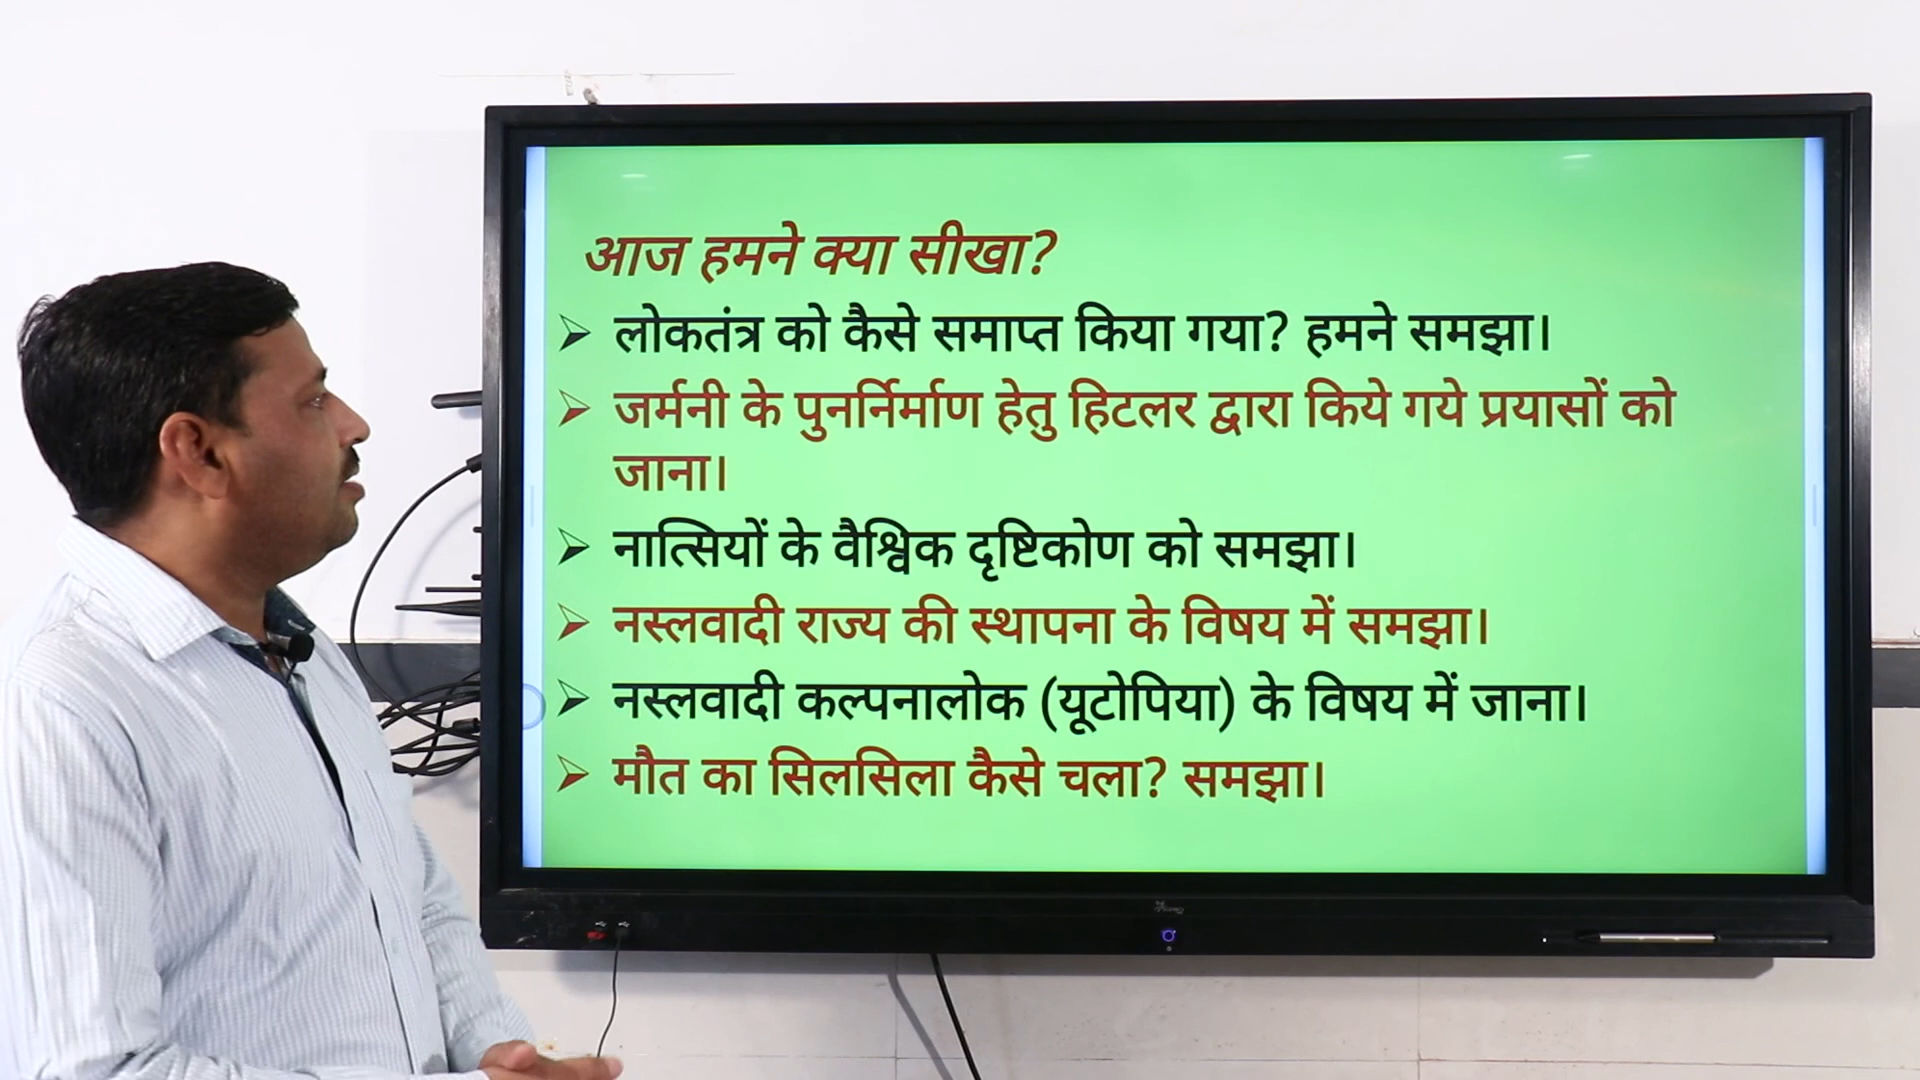 आज हमने क्या सीखा?
लोकतंत्र को कैसे समाप्त किया गया? हमने समझा।
जर्मनी के पुनर्निर्माण हेतु हिटलर द्वारा किये गये प्रयासों को
जाना।
नात्सियों के वैश्विक दृष्टिकोण को समझा।
नस्लवादी राज्य की स्थापना के विषय में समझा।
नस्लवादी कल्पनालोक (यूटोपिया) के विषय में जाना।
मौत का सिलसिला कैसे चला? समझा।